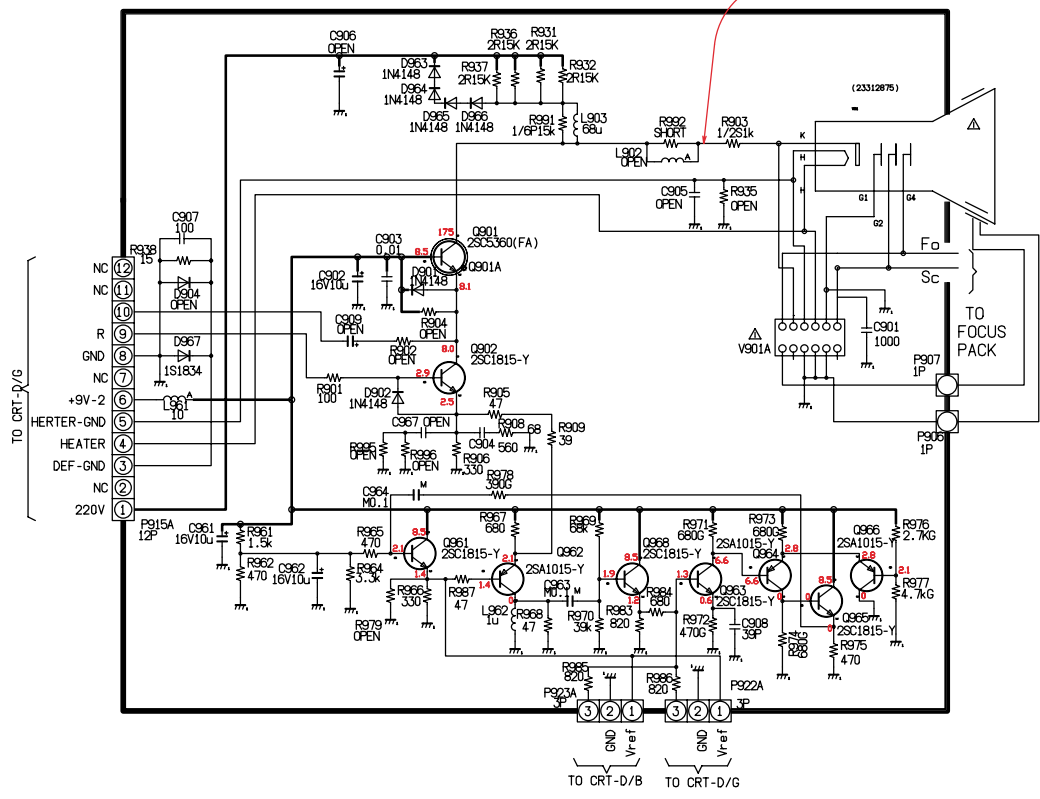 C906
OPEN
D963
1N4148
D964
1N4148
D965
1N4148
D966
1N4148
R936
2R15K
R931
2R15K
R937
2R15K
R932
2R15K
R991
1/6P15k
L903
68u
R992
SHORT
R903
1/2S1k
L902
OPEN
A
C905
OPEN
R935
OPEN
(23312875)
K
H
H
G1
G2
G4
Fo
Sc
TO
FOCUS
PACK
C907
100
R938
15
D904
OPEN
D967
1S1834
C903
0.01
C902
16V10u
D901
1N4148
175
8.5
Q901
2SC5360(FA)
Q901A
8.1
C909
OPEN
R904
OPEN
R902
OPEN
8.0
Q902
2SC1815-Y
2.9
2.5
V901A
C901
1000
P907
1P
P906
1P
TO CRT-D/G
NC 12
NC 11
10
R 9
GND 8
NC 7
+9V-2 6
HERTER-GND 5
HEATER 4
DEF-GND 3
NC 2
220V 1
P915A
12P
L961
10
A
R901
100
D902
1N4148
R905
47
C967 OPEN
R995
OPEN
R996
OPEN
C904
560
R908
68
R906
330
R909
39
R978
390G
C964
M0.1
M
C961
16V10u
R961
1.5k
R962
470
C962
16V10u
R965
470
R964
3.3k
8.5
2.1
1.4
Q961
2SC1815-Y
R966
330
R979
OPEN
R967
680
R987
47
2.1
1.4
0
2SA1015-Y
Q962
C963
M0.1
M
L962
1u
R968
47
R969
68k
R970
39k
1.9
8.5
1.2
Q968
2SC1815-Y
R983
820
R984
680
R971
680G
1.3
6.6
0.6
Q963
2SC1815-Y
R972
470G
C908
39P
R973
680G
2SA1015-Y
Q964
6.6
2.8
0
R974
680G
0
8.5
0
Q965
2SC1815-Y
R975
470
Q966
2SA1015-Y
2.8
2.1
0
R976
2.7kG
R977
4.7kG
R985
820
R986
820
P923A
3P
P922A
3P
3 2 1
3 2 1
GND
Vref
GND
Vref
TO CRT-D/B
TO CRT-D/G